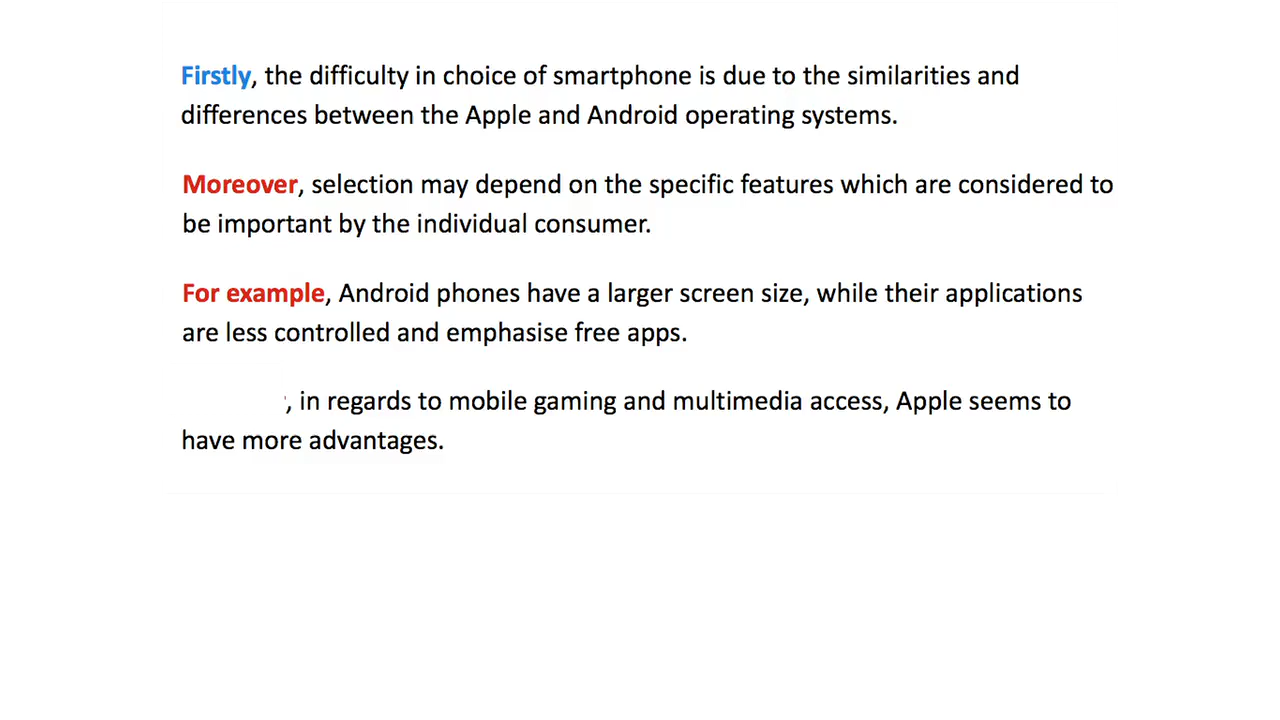 Firstly, the difficulty in choice of smartphone is due to the similarities and
differences between the Apple and Android operating systems.
Moreover, selection may depend on the specific features which are considered to
be important by the individual consumer.
For example, Android phones have a larger screen size, while their applications
are less controlled and emphasise free apps.
, in regards to mobile gaming and multimedia access, Apple seems to
have more advantages.